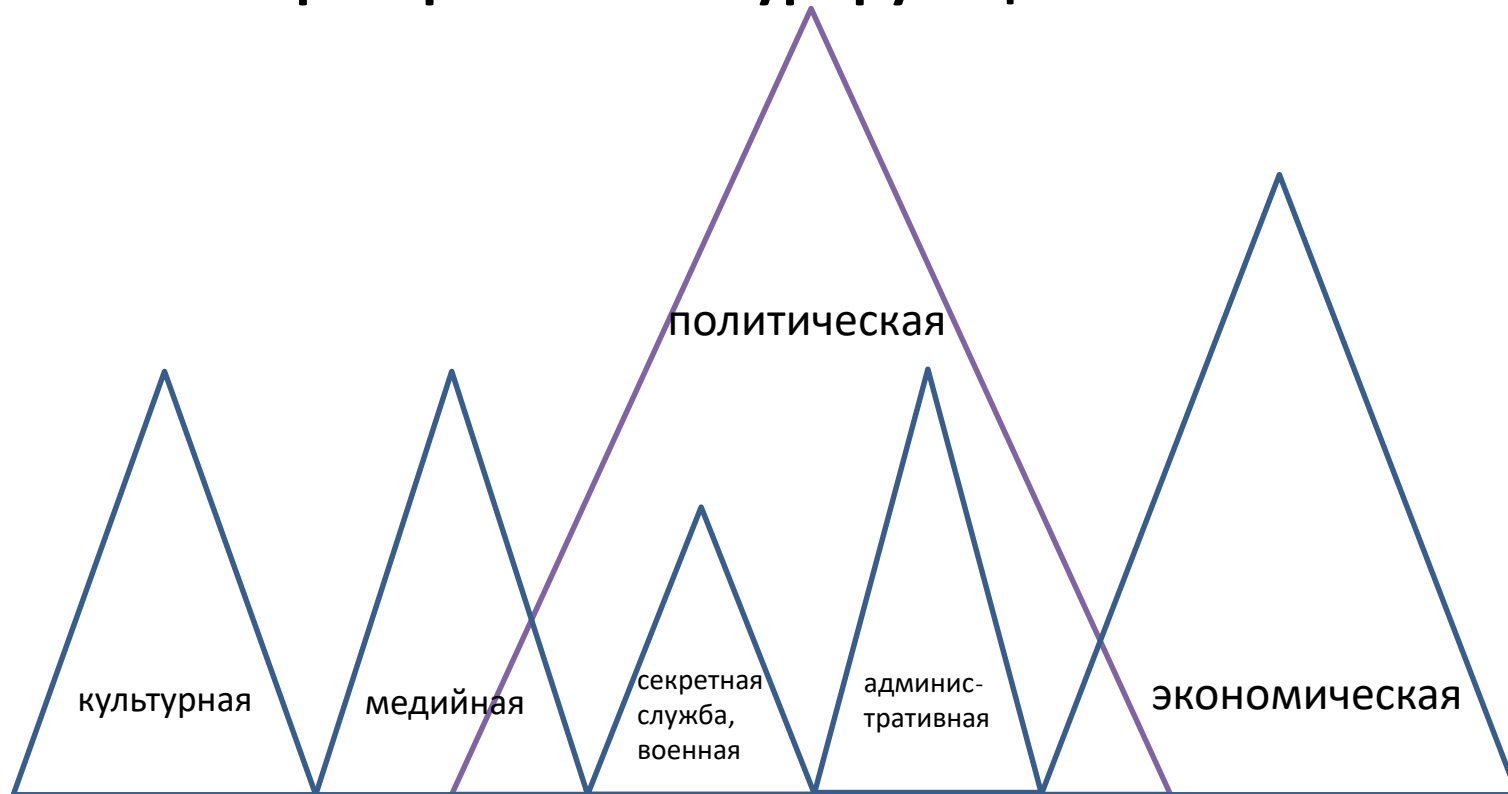 политическая
культурная
медийная
секретная
служба,
военная
админис-
тративная
экономическая